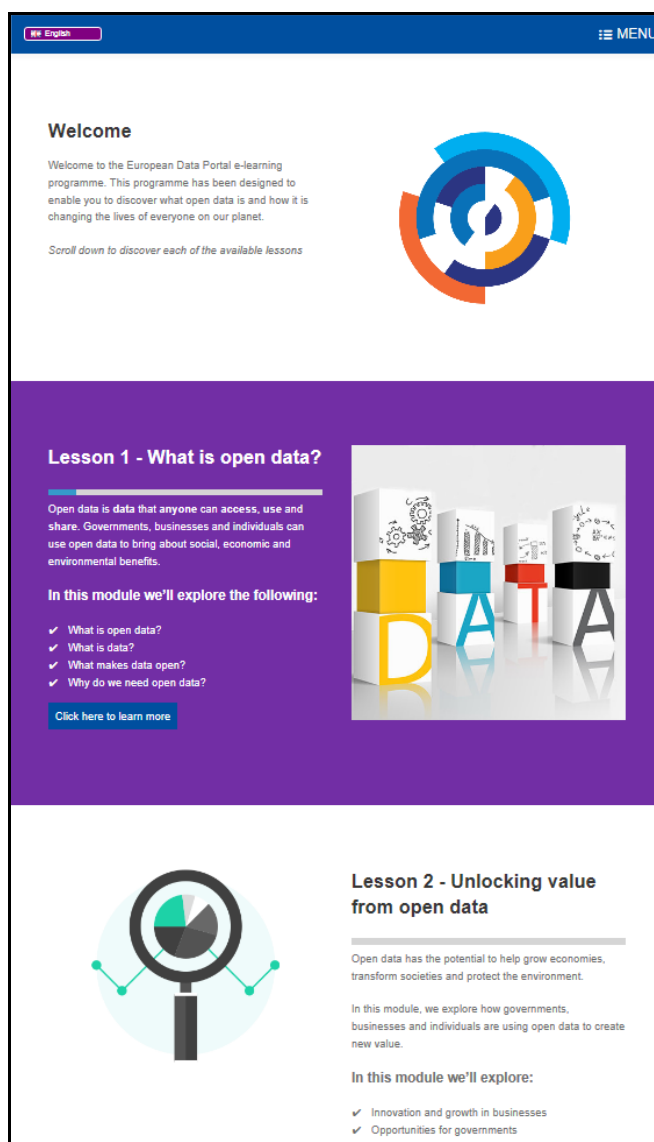 English
MENU
Welcome
Welcome to the European Data Portal e-learning
programme. This programme has been designed to
enable you to discover what open data is and how it is
changing the lives of everyone on our planet.
Scroll down to discover each of the available lessons
Lesson 1 - What is open data?
Open data is data that anyone can access, use and
share. Governments, businesses and individuals can
use open data to bring about social, economic and
environmental benefits.
In this module we’ll explore the following:
✔ What is open data?
✔ What is data?
✔ What makes data open?
✔ Why do we need open data?
Click here to learn more
DATA
Lesson 2 - Unlocking value
from open data
Open data has the potential to help grow economies,
transform societies and protect the environment.
In this module, we explore how governments,
businesses and individuals are using open data to create
new value.
In this module we’ll explore:
✔ Innovation and growth in businesses
✔ Opportunities for governments